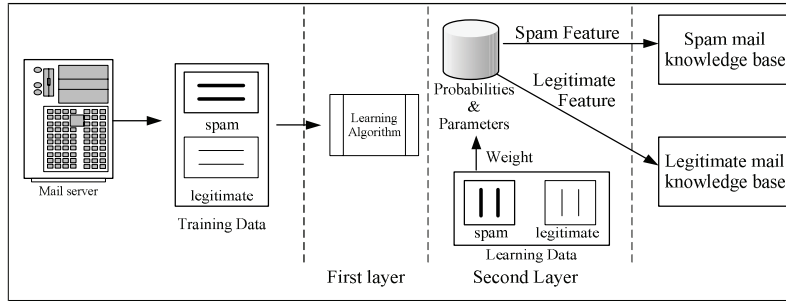 Mail server
spam
legitimate
Training Data
Learning
Algorithm
First layer
Probabilities
&
Parameters
Weight
spam
legitimate
Learning Data
Second Layer
Spam Feature
Legitimate
Feature
Spam mail
knowledge base
Legitimate mail
knowledge base